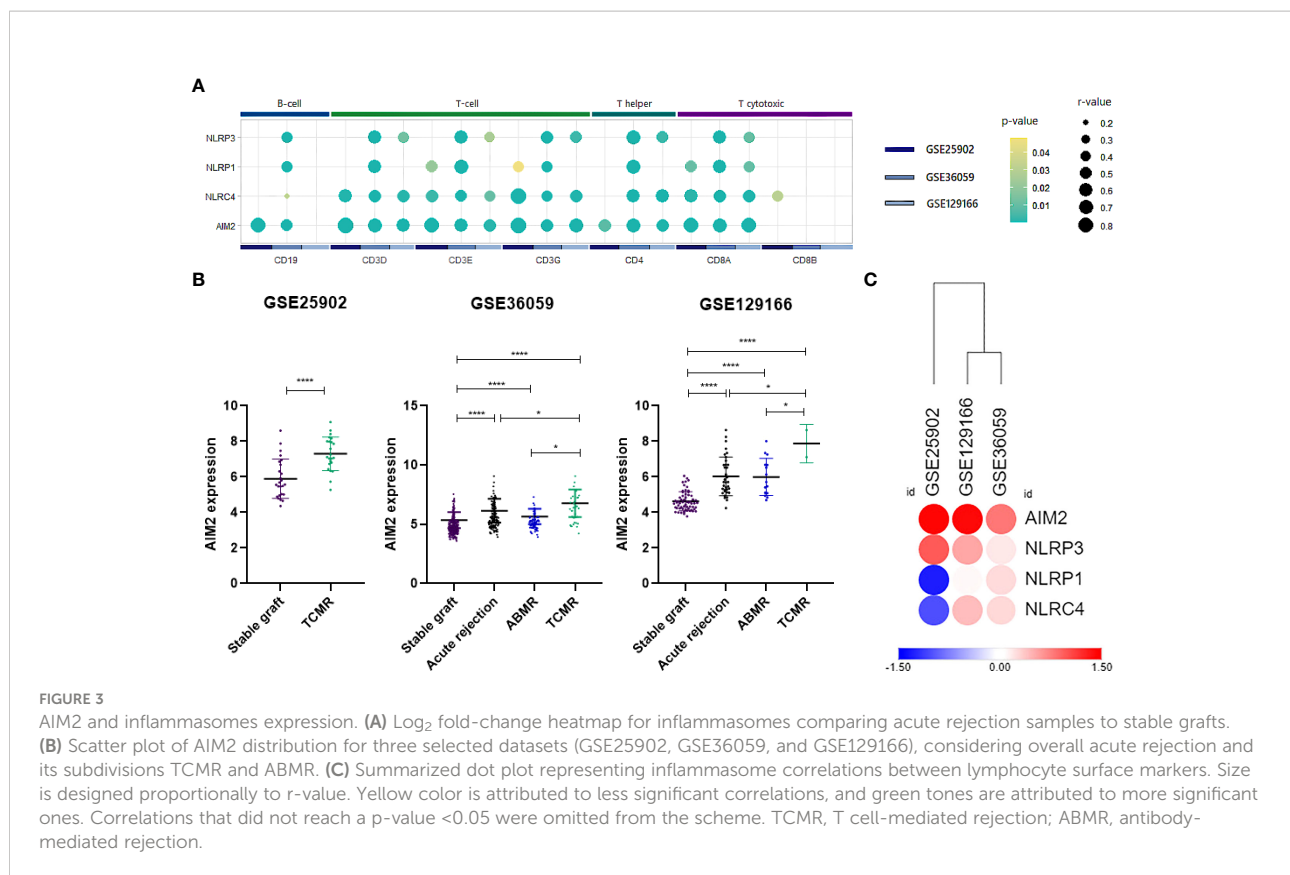 A
B-cell
T-cell
T helper
T cytotoxic
NLRP3
NLRP1
NLRC4
AIM2
CD19
CD3D
CD3E
CD3G
CD4
CD8A
CD8B
GSE25902
GSE36059
GSE129166
p-value
0.04
0.03
0.02
0.01
r-value
0.2
0.3
0.4
0.5
0.6
0.7
0.8
B
GSE25902
****
AIM2 expression
10
8
6
4
2
0
Stable graft
TCMR
GSE36059
****
****
**** *
*
AIM2 expression
15
10
5
0
Stable graft
Acute rejection
ABMR
TCMR
GSE129166
****
****
**** *
*
AIM2 expression
10
8
6
4
2
0
Stable graft
Acute rejection
ABMR
TCMR
C
GSE25902
GSE129166
GSE36059
id
id
AIM2
NLRP3
NLRP1
NLRC4
-1.50 0.00 1.50
FIGURE 3
AIM2 and inflammasomes expression. (A) Log2 fold-change heatmap for inflammasomes comparing acute rejection samples to stable grafts.
(B) Scatter plot of AIM2 distribution for three selected datasets (GSE25902, GSE36059, and GSE129166), considering overall acute rejection and
its subdivisions TCMR and ABMR. (C) Summarized dot plot representing inflammasome correlations between lymphocyte surface markers. Size
is designed proportionally to r-value. Yellow color is attributed to less significant correlations, and green tones are attributed to more significant
ones. Correlations that did not reach a p-value <0.05 were omitted from the scheme. TCMR, T cell-mediated rejection; ABMR, antibody-
mediated rejection.